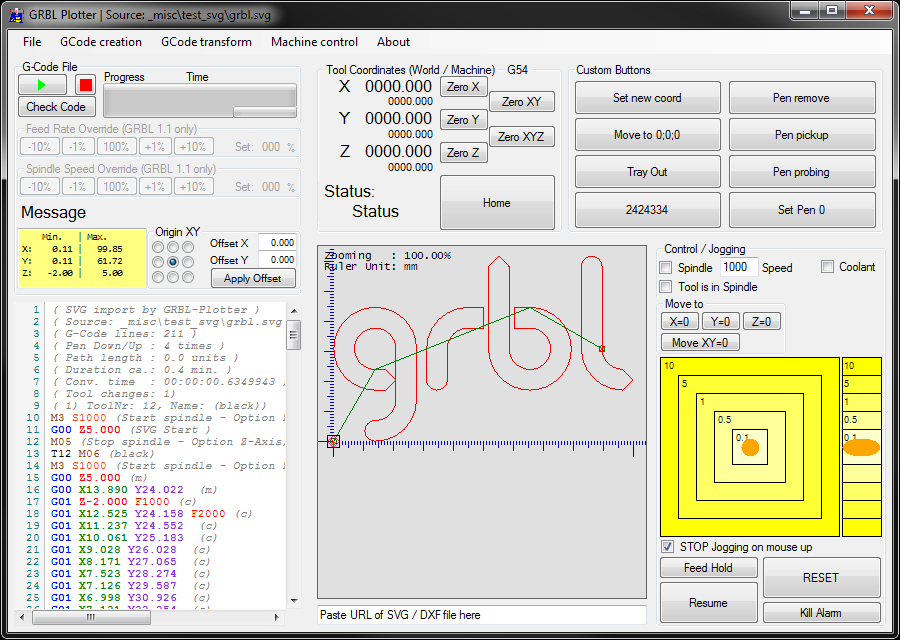 GRBL Plotter | Source: _misc\test_svg\grbl.svg
File GCode creation GCode transform Machine control About
G-Code File
Progress Time
Check Code
Feed Rate Override (GRBL 1.1 only)
-10% -1% 100% +1% +10% Set: 000 %
Spindle Speed Override (GRBL 1.1 only)
-10% -1% 100% +1% +10% Set: 000 %
Message
Min. | Max.
X: 0.11 | 99.85
Y: 0.11 | 61.72
Z: -2.00 | 5.00
Origin XY
Offset X 0.000
Offset Y 0.000
Apply Offset
1 ( SVG import by GRBL-Plotter )
2 ( Source: _misc\test_svg\grbl.svg
3 ( G-Code lines: 211 )
4 ( Pen Down/Up : 4 times )
5 ( Path length : 0.0 units )
6 ( Duration ca.: 0.4 min. )
7 ( Conv. time : 00:00:00.6349943 )
8 ( Tool changes: 1)
9 ( 1) ToolNr: 12, Name: (black))
10 M3 S1000 (Start spindle - Option
11 G00 Z5.000 (SVG Start )
12 M05 (Stop spindle - Option Z-Axis,
13 T12 M06 (black)
14 M3 S1000 (Start spindle - Option
15 G00 Z5.000 (m)
16 G00 X13.890 Y24.022 (m)
17 G01 Z-2.000 F1000 (c)
18 G01 X12.525 Y24.158 F2000 (c)
19 G01 X11.237 Y24.552 (c)
20 G01 X10.061 Y25.183 (c)
21 G01 X9.028 Y26.028 (c)
22 G01 X8.171 Y27.065 (c)
23 G01 X7.523 Y28.274 (c)
24 G01 X7.126 Y29.587 (c)
25 G01 X6.998 Y30.926 (c)
Tool Coordinates (World / Machine) G54
X 0000.000 Zero X
0000.000
Zero XY
Y 0000.000 Zero Y
0000.000
Zero XYZ
Z 0000.000 Zero Z
0000.000
Status:
Status
Home
Zooming : 100.00%
Ruler Unit: mm
grbl
Paste URL of SVG / DXF file here
Custom Buttons
Set new coord Pen remove
Move to 0;0;0 Pen pickup
Tray Out Pen probing
2424334 Set Pen 0
Control / Jogging
Spindle 1000 Speed Coolant
Tool is in Spindle
Move to
X=0 Y=0 Z=0
Move XY=0
10 10
5 5
1 1
0.5 0.5
0.1 0.1
STOP Jogging on mouse up
Feed Hold
RESET
Resume
Kill Alarm